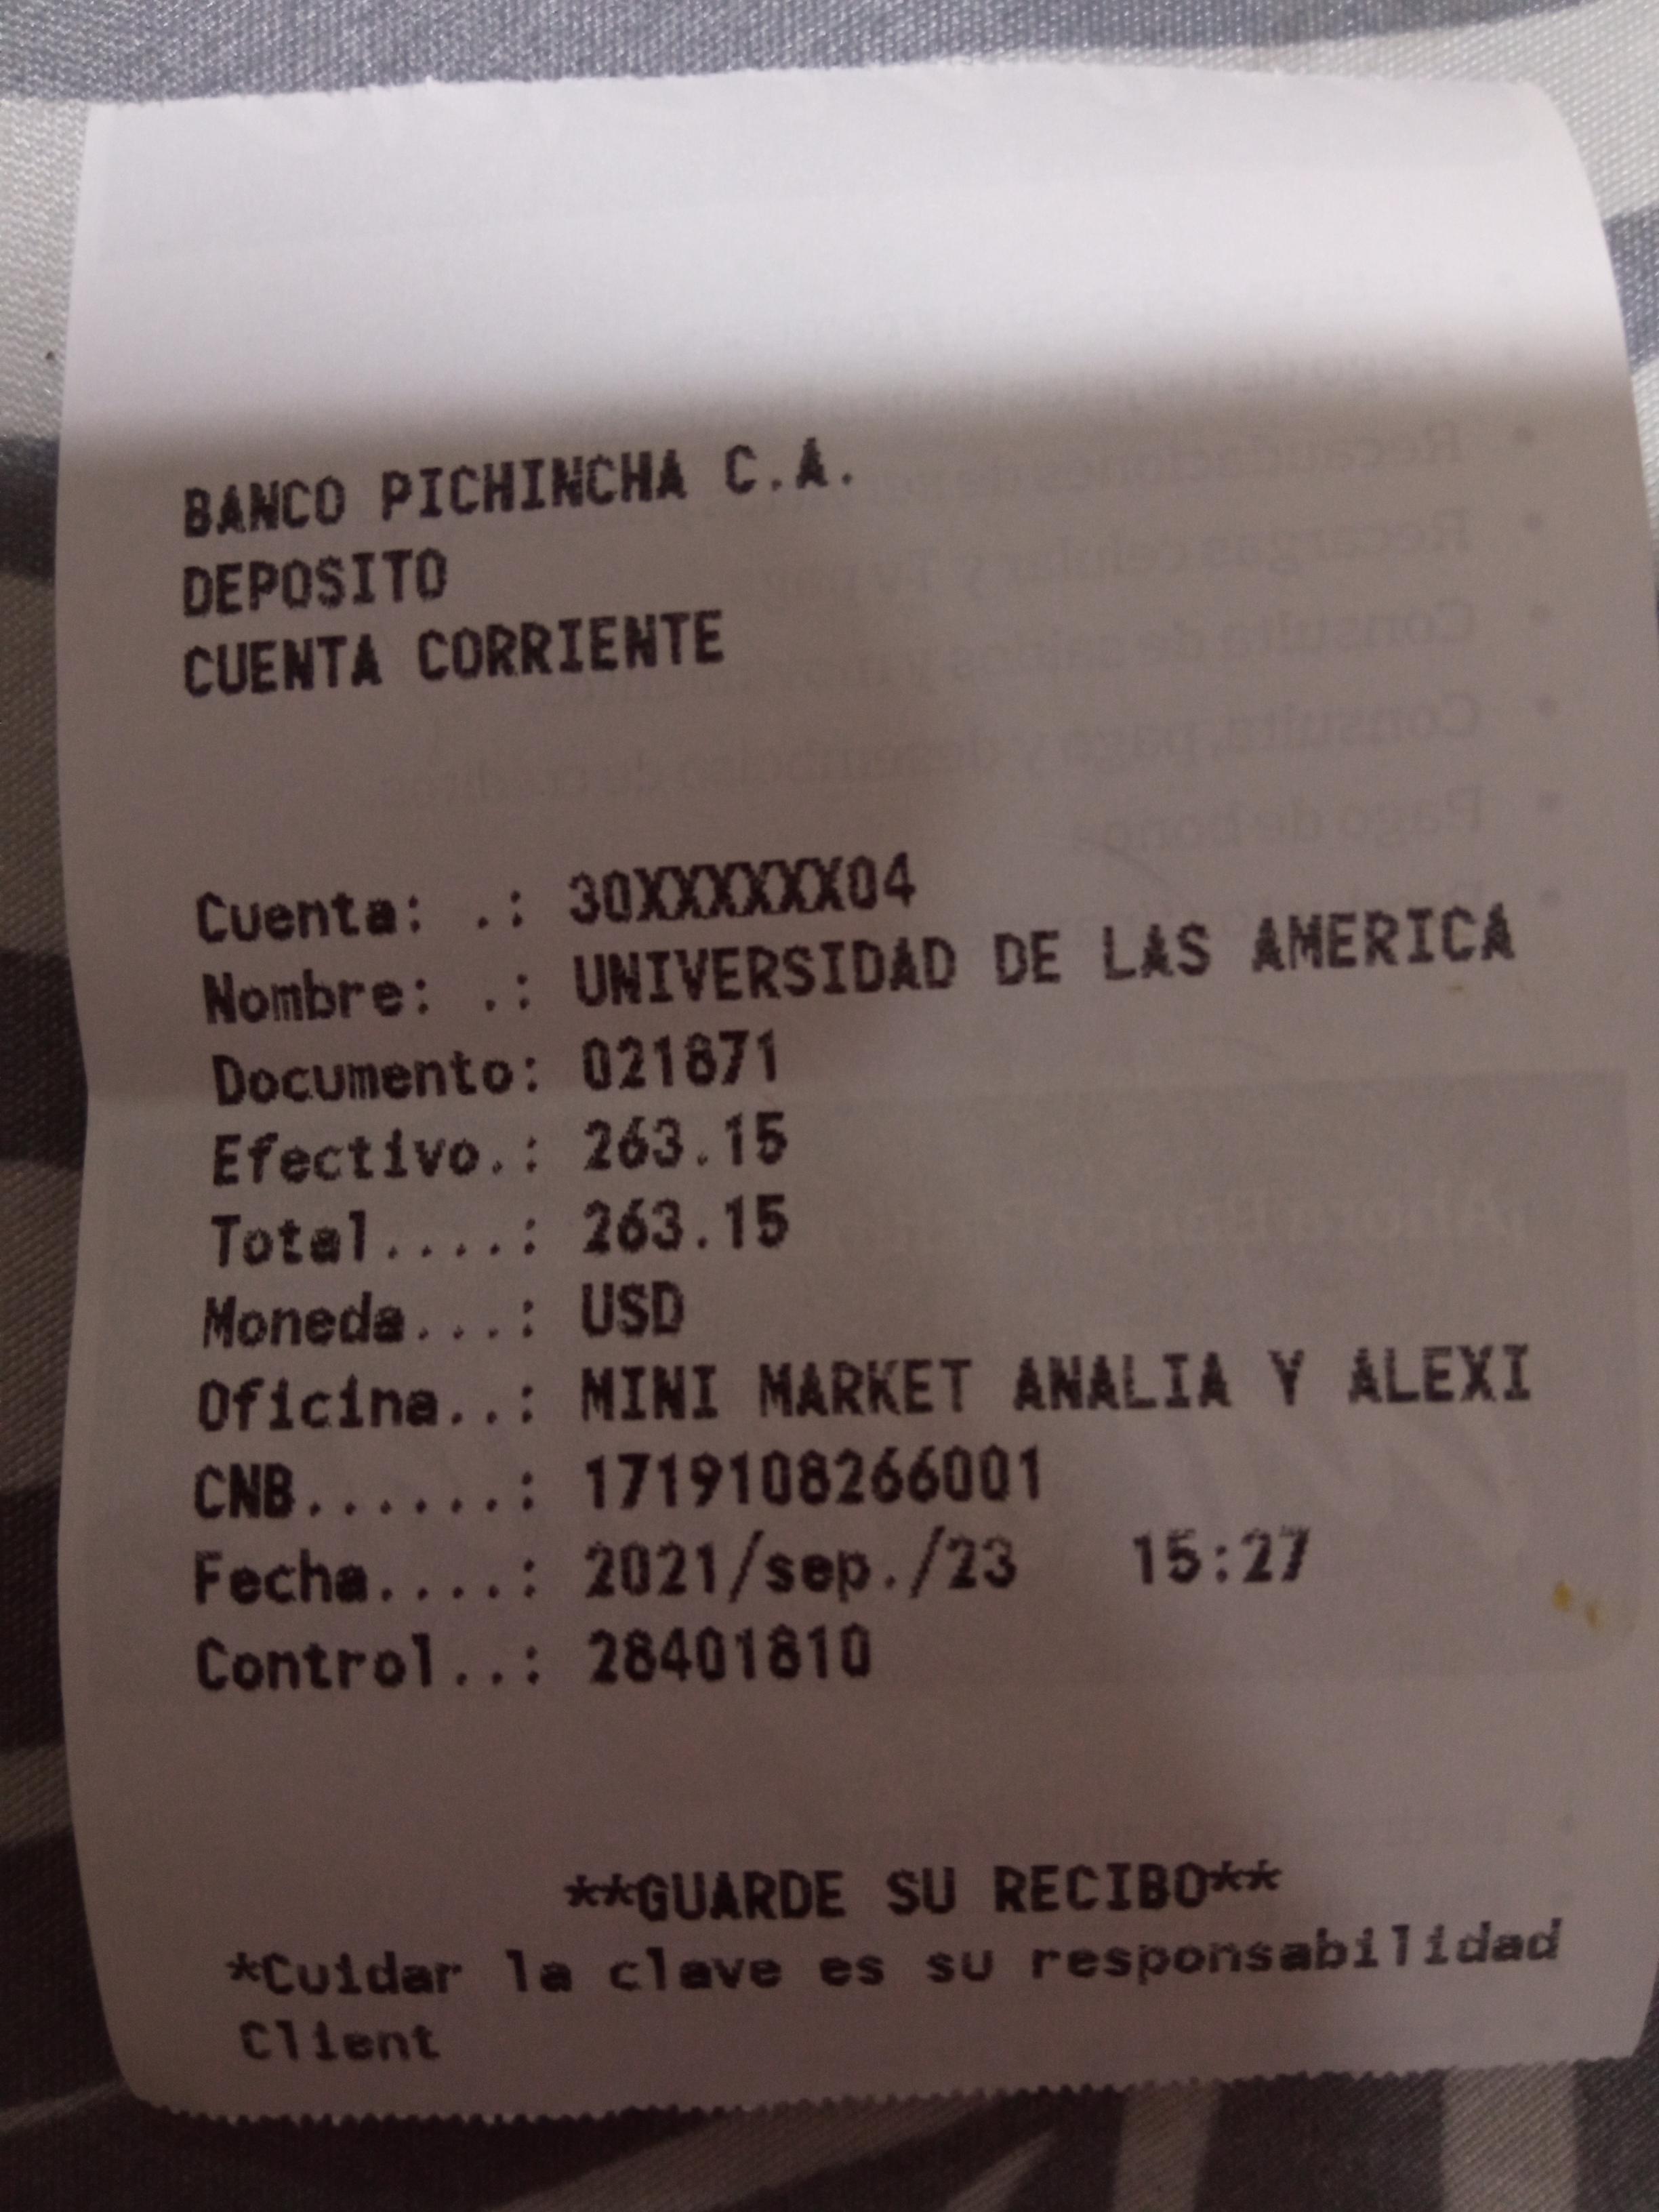 BANCO PICHINCHA C.A.
DEPOSITO
CUENTA CORRIENTE
Cuenta: .: 30XXXXXX04
Nombre: .: UNIVERSIDAD DE LAS AMERICA
Documento: 021871
Efectivo.: 263.15
Total....: 263.15
Moneda...: USD
Oficina..: MINI MARKET ANALIA Y ALEXI
CNB......: 1719108266001
Fecha....: 2021/sep./23 15:27
Control..: 28401810
**GUARDE SU RECIBO**
*Cuidar la clave es su responsabilidad
Client